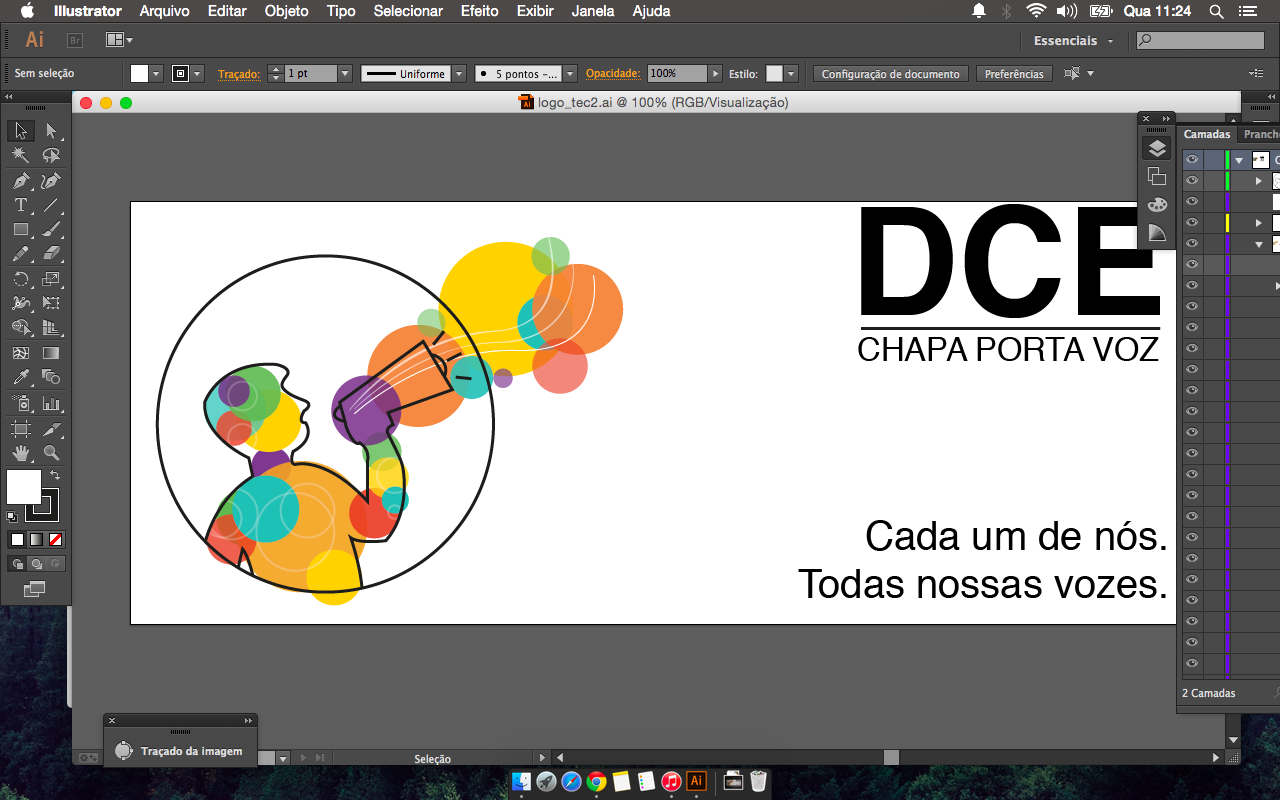 Illustrator Arquivo Editar Objeto Tipo Selecionar Efeito Exibir Janela Ajuda Qua 11:24
Ai Br Essenciais
Sem seleção Traçado: 1 pt Uniforme 5 pontos -... Opacidade: 100% Estilo: Configuração de documento Preferências
logo_tec2.ai @ 100% (RGB/Visualização)
Camadas Pranche
DCE
CHAPA PORTA VOZ
Cada um de nós.
Todas nossas vozes.
2 Camadas
Traçado da imagem
Seleção
Ai